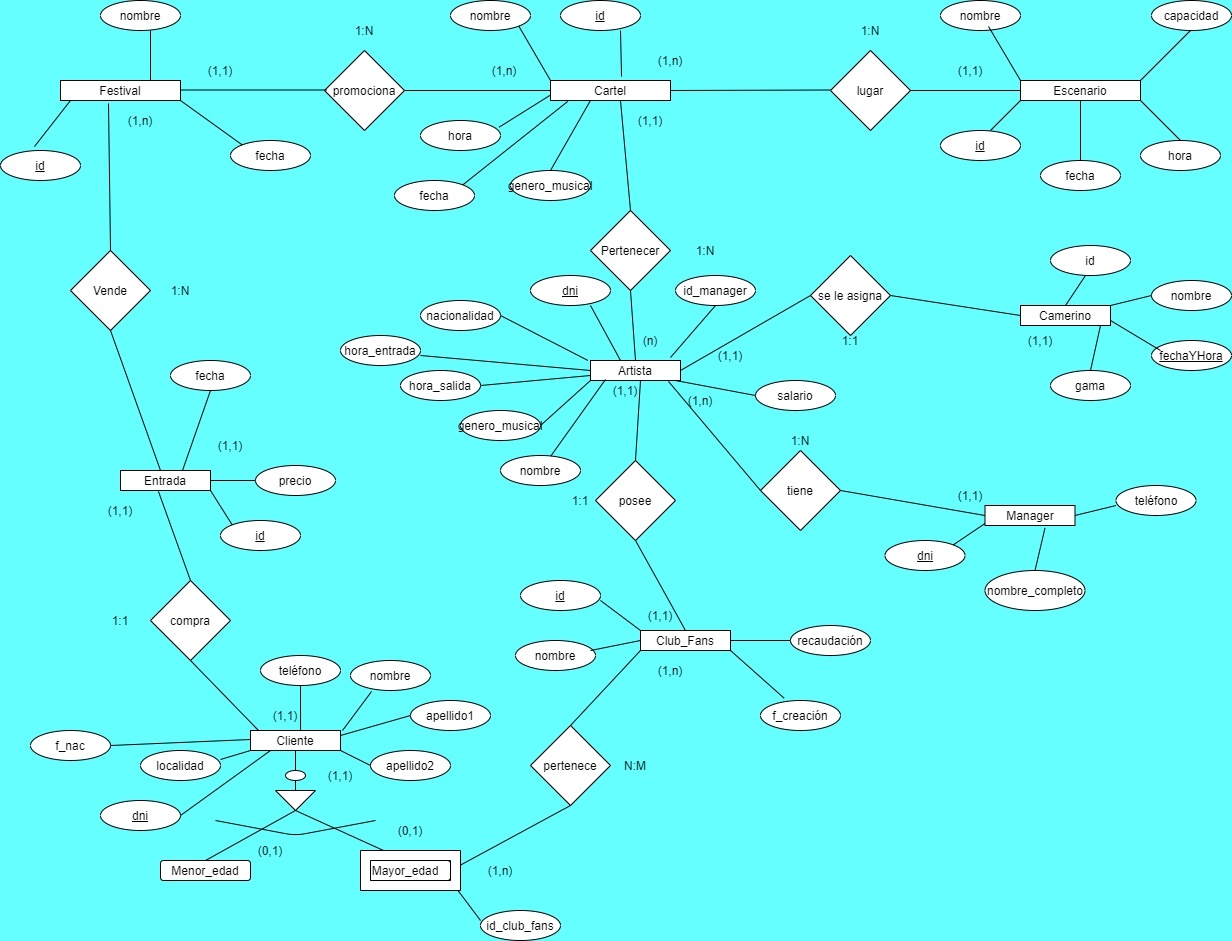 nombre
nombre
id
nombre
capacidad
1:N
1:N
(1,1)
(1,n)
(1,n)
(1,1)
Festival
promociona
Cartel
lugar
Escenario
(1,n)
(1,1)
hora
id
fecha
hora
id
fecha
fecha
genero_musical
fecha
Pertenecer
1:N
id
Vende
1:N
dni
id_manager
se le asigna
nombre
nacionalidad
Camerino
(n)
1:1
(1,1)
hora_entrada
(1,1)
fechaYHora
Artista
fecha
hora_salida
(1,1)
(1,n)
salario
gama
genero_musical
(1,1)
1:N
nombre
Entrada
precio
tiene
(1,1)
1:1
posee
teléfono
(1,1)
Manager
id
dni
id
nombre_completo
1:1
compra
(1,1)
Club_Fans
recaudación
nombre
teléfono
nombre
(1,n)
(1,1)
apellido1
f_creación
f_nac
Cliente
localidad
apellido2
pertenece
N:M
(1,1)
dni
(0,1)
(0,1)
Menor_edad
Mayor_edad
(1,n)
id_club_fans